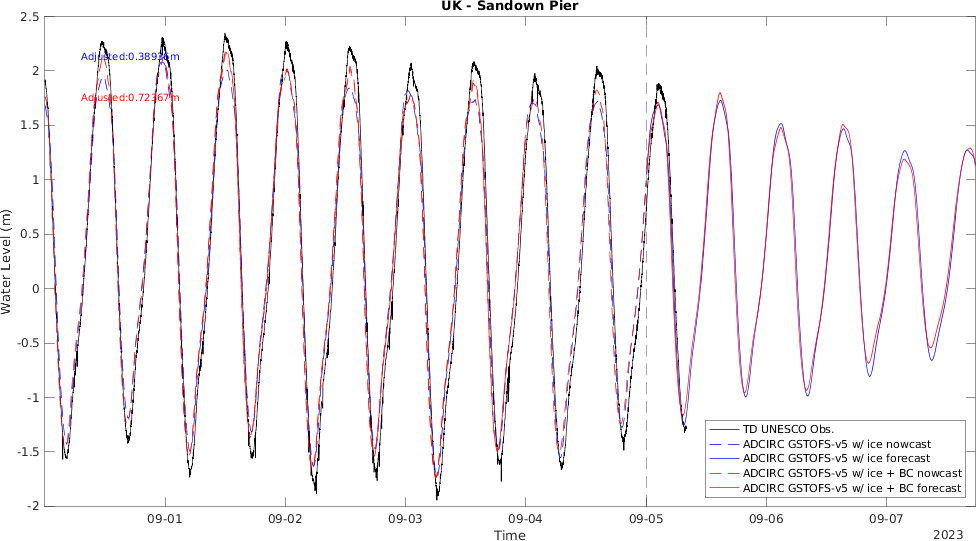 UK - Sandown Pier
2.5
2
1.5
1
0.5
0
-0.5
-1
-1.5
-2
Water Level (m)
Adjusted:0.38936m
Adjusted:0.72367m
09-01
09-02
09-03
09-04
09-05
09-06
09-07
Time
2023
TD UNESCO Obs.
ADCIRC GSTOFS-v5 w/ ice nowcast
ADCIRC GSTOFS-v5 w/ ice forecast
ADCIRC GSTOFS-v5 w/ ice + BC nowcast
ADCIRC GSTOFS-v5 w/ ice + BC forecast